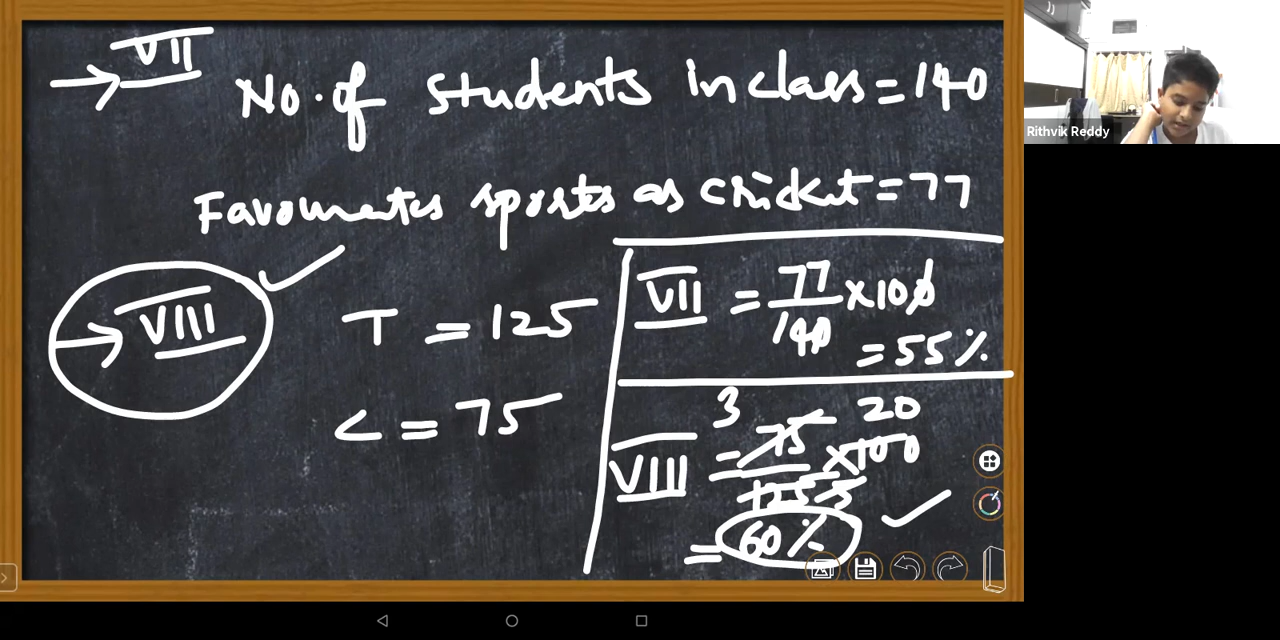 → VII
No. of students in class = 140
Favourates sports as cricket = 77
→ VIII
T = 125
C = 75
VII = 77/140 × 100
= 55%
3 20
VIII = 75/125 × 100
5
= 60%
Rithvik Reddy